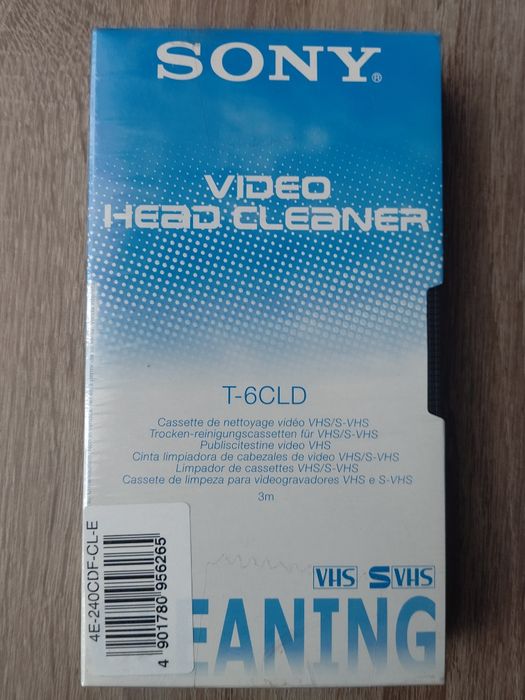 SONY®
VIDEO
HEAD CLEANER
T-6CLD
Cassette de nettoyage vidéo VHS/S-VHS
Trocken-reinigungscassetten für VHS/S-VHS
Publiscitestine video VHS
Cinta limpiadora de cabezales de video VHS/S-VHS
Limpador de cassettes VHS/S-VHS
Cassete de limpeza para videogravadores VHS e S-VHS
3m
VHS SVHS
EANING
4E-240CDF-CL-E
4 901780 956265